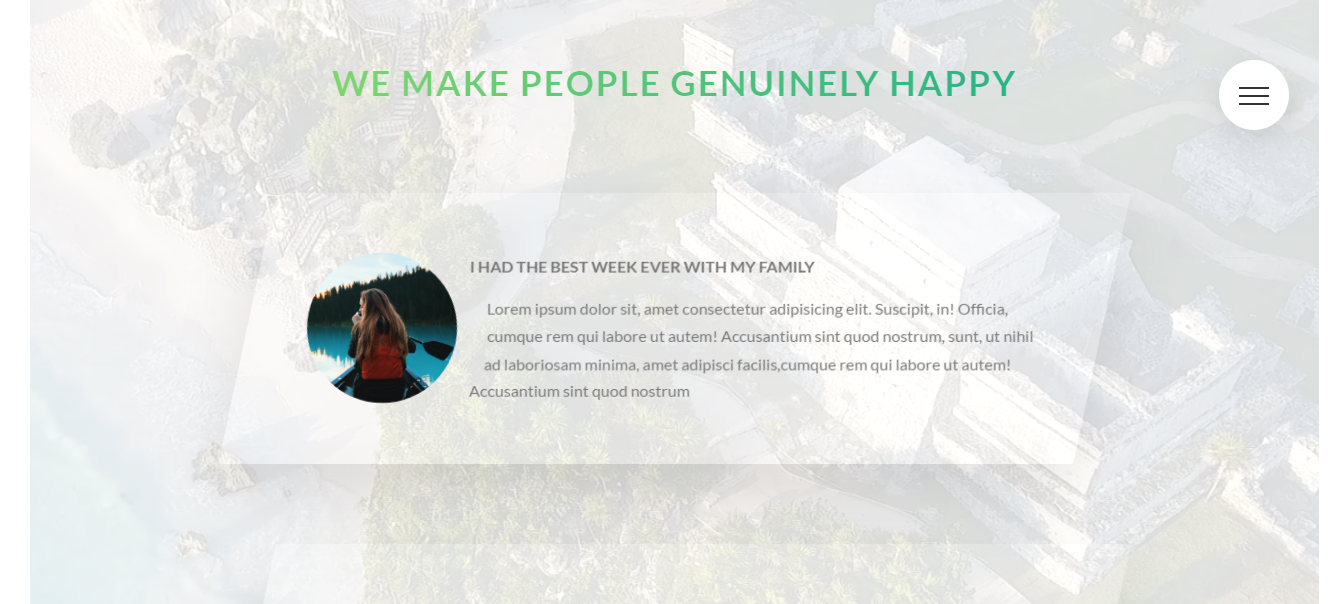 WE MAKE PEOPLE GENUINELY HAPPY
I HAD THE BEST WEEK EVER WITH MY FAMILY
Lorem ipsum dolor sit, amet consectetur adipisicing elit. Suscipit, in! Officia,
cumque rem qui labore ut autem! Accusantium sint quod nostrum, sunt, ut nihil
ad laboriosam minima, amet adipisci facilis,cumque rem qui labore ut autem!
Accusantium sint quod nostrum